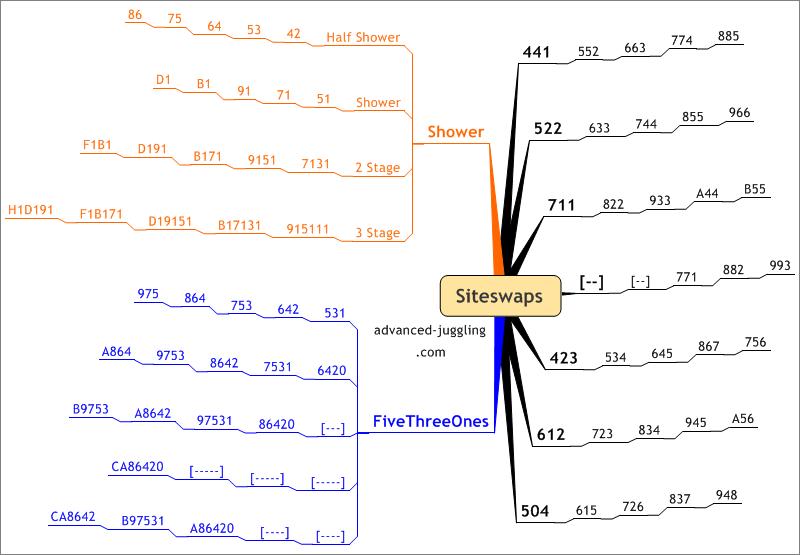 Siteswaps
advanced-juggling
.com
Shower
Half Shower 42 53 64 75 86
Shower 51 71 91 B1 D1
2 Stage 7131 9151 B171 D191 F1B1
3 Stage 915111 B17131 D19151 F1B171 H1D191
FiveThreeOnes
531 642 753 864 975
6420 7531 8642 9753 A864
[---] 86420 97531 A8642 B9753
[-----] [-----] [-----] CA86420
[----] [----] A86420 B97531 CA8642
441 552 663 774 885
522 633 744 855 966
711 822 933 A44 B55
[--] [--] 771 882 993
423 534 645 867 756
612 723 834 945 A56
504 615 726 837 948